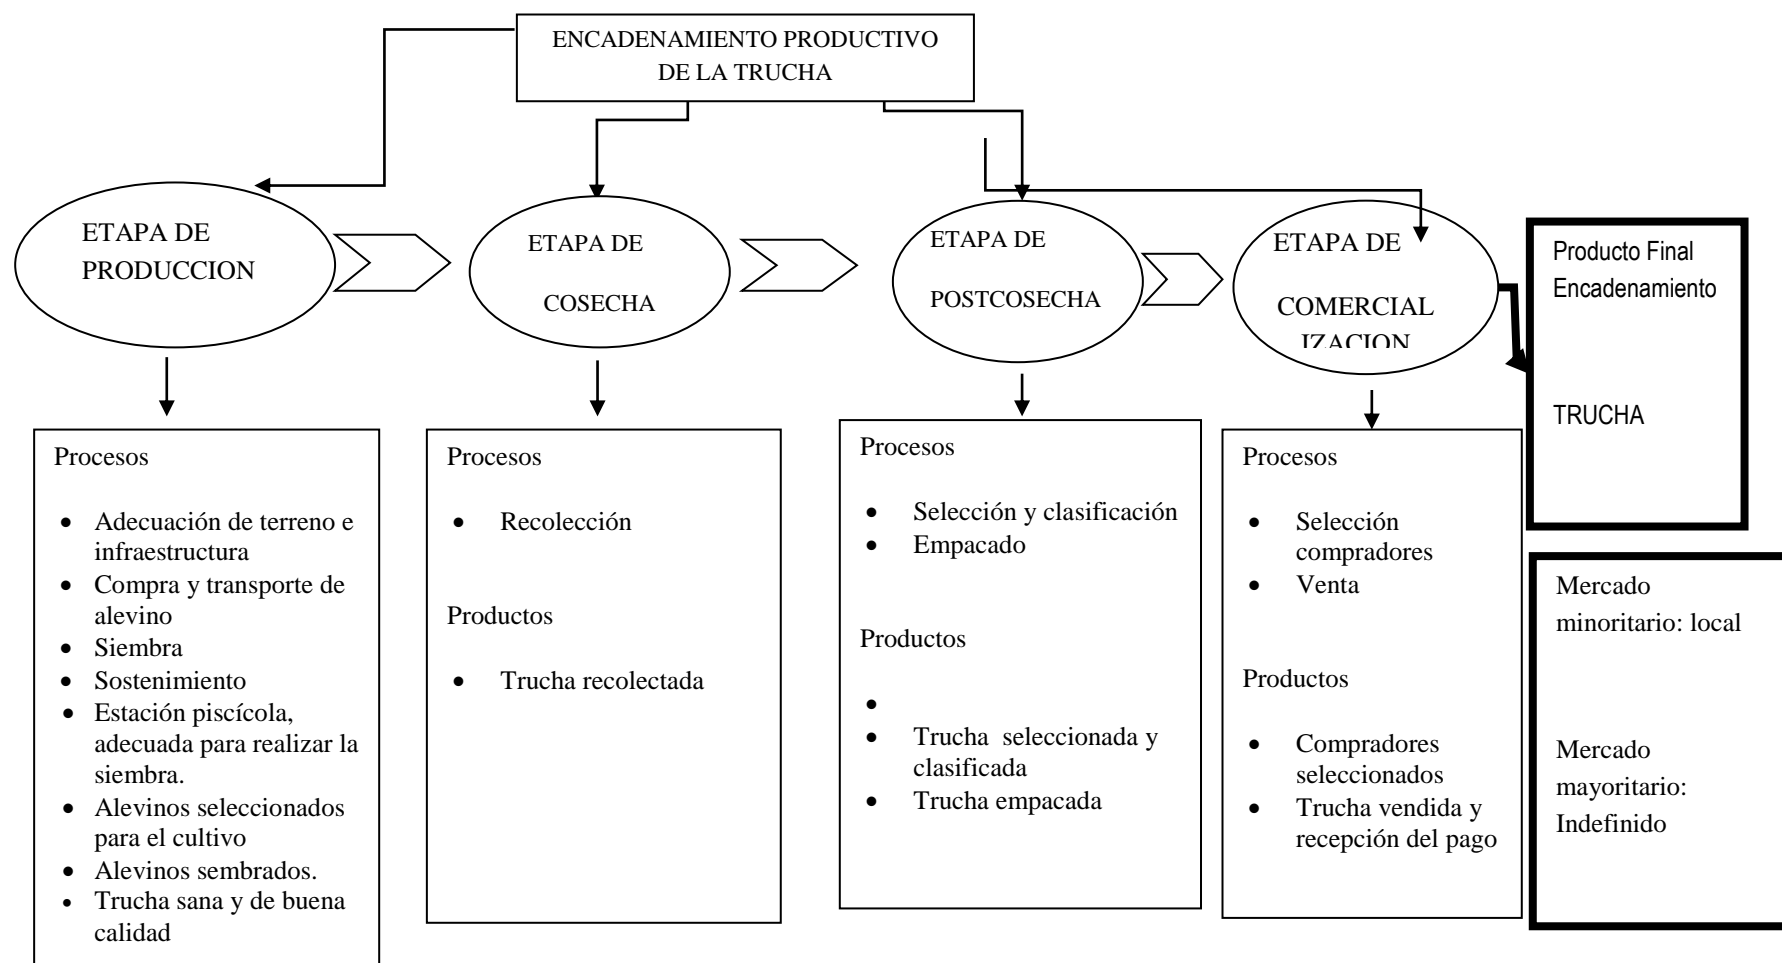 ENCADENAMIENTO PRODUCTIVO
DE LA TRUCHA
ETAPA DE
PRODUCCION
ETAPA DE
COSECHA
ETAPA DE
POSTCOSECHA
ETAPA DE
COMERCIAL
IZACION
Producto Final
Encadenamiento
TRUCHA
Procesos
• Adecuación de terreno e
infraestructura
• Compra y transporte de
alevino
• Siembra
• Sostenimiento
• Estación piscícola,
adecuada para realizar la
siembra.
• Alevinos seleccionados
para el cultivo
• Alevinos sembrados.
• Trucha sana y de buena
calidad
Procesos
• Recolección
Productos
• Trucha recolectada
Procesos
• Selección y clasificación
• Empacado
Productos
•
• Trucha seleccionada y
clasificada
• Trucha empacada
Procesos
• Selección
compradores
• Venta
Productos
• Compradores
seleccionados
• Trucha vendida y
recepción del pago
Mercado
minoritario: local
Mercado
mayoritario:
Indefinido